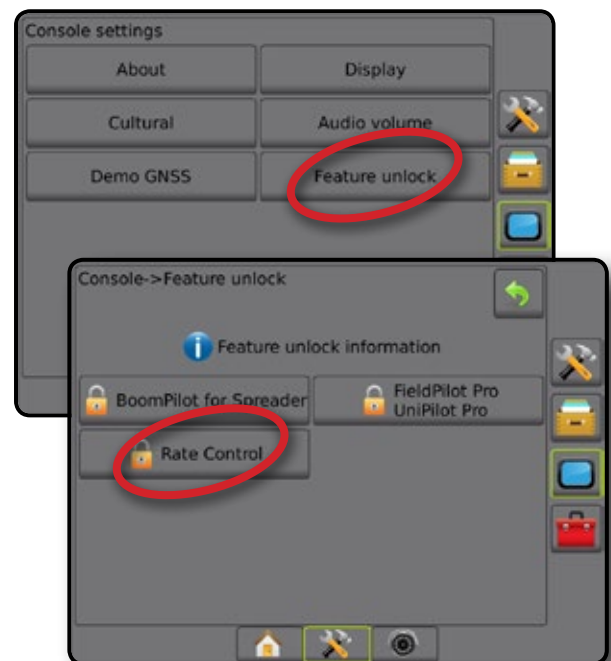 Console settings
About
Display
Cultural
Audio volume
Demo GNSS
Feature unlock
Console->Feature unlock
Feature unlock information
BoomPilot for Spreader
FieldPilot Pro
UniPilot Pro
Rate Control